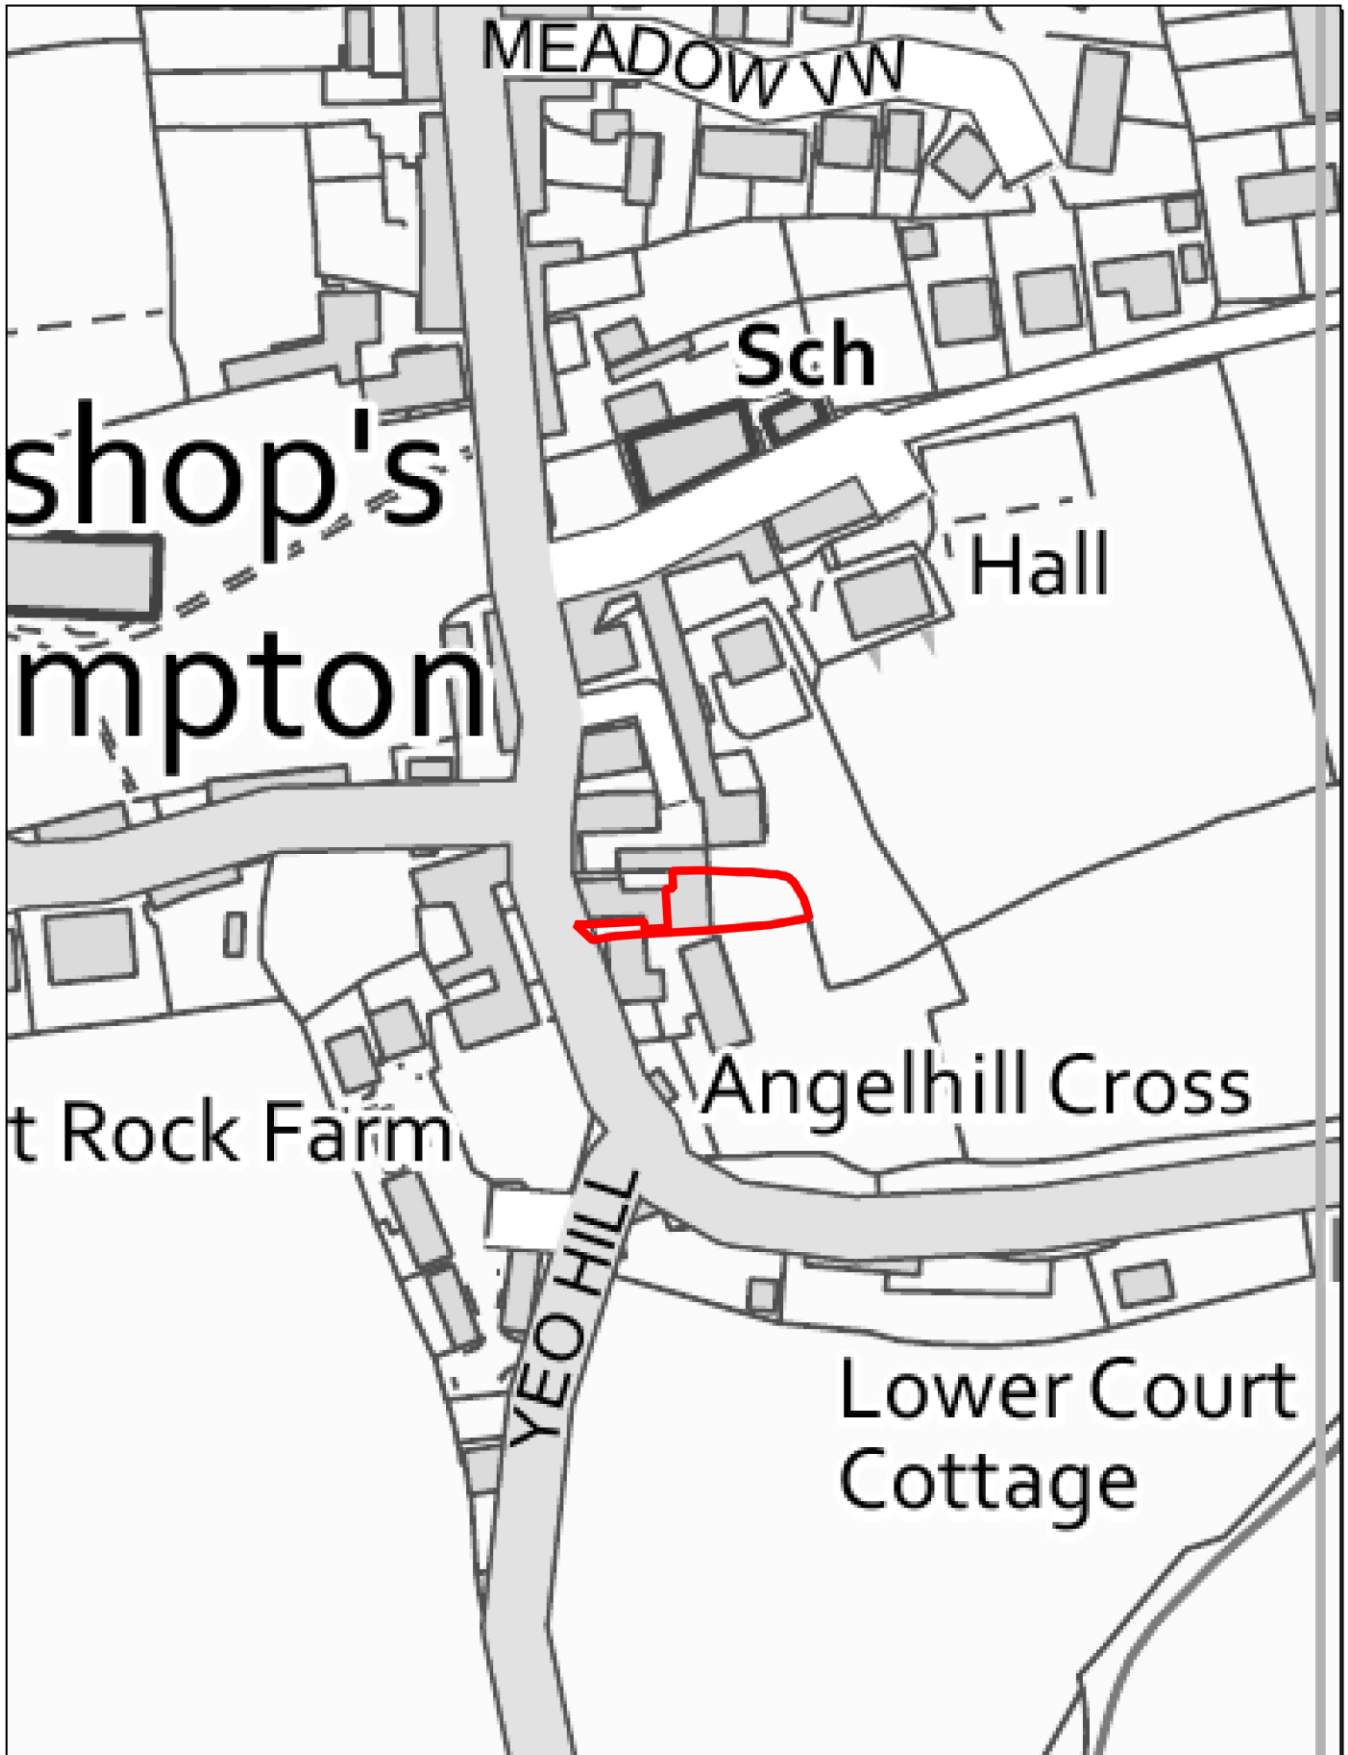 MEADOW VW
Sch
shop's
Hall
mpton
Angelhill Cross
t Rock Farm
YEO HILL
Lower Court
Cottage